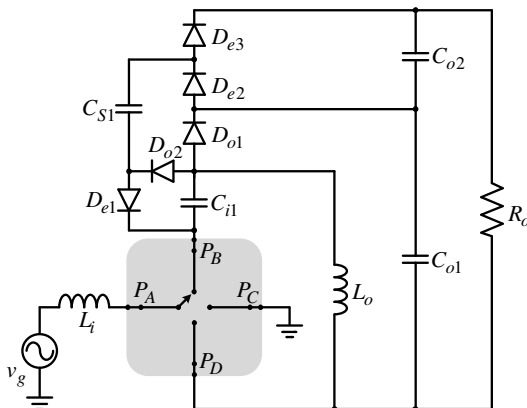 D_{e3}
D_{e2}
C_{o2}
C_{S1}
D_{o1}
D_{o2}
D_{e1}
C_{i1}
R_o
P_B
C_{o1}
P_A
P_C
L_o
L_i
P_D
v_g